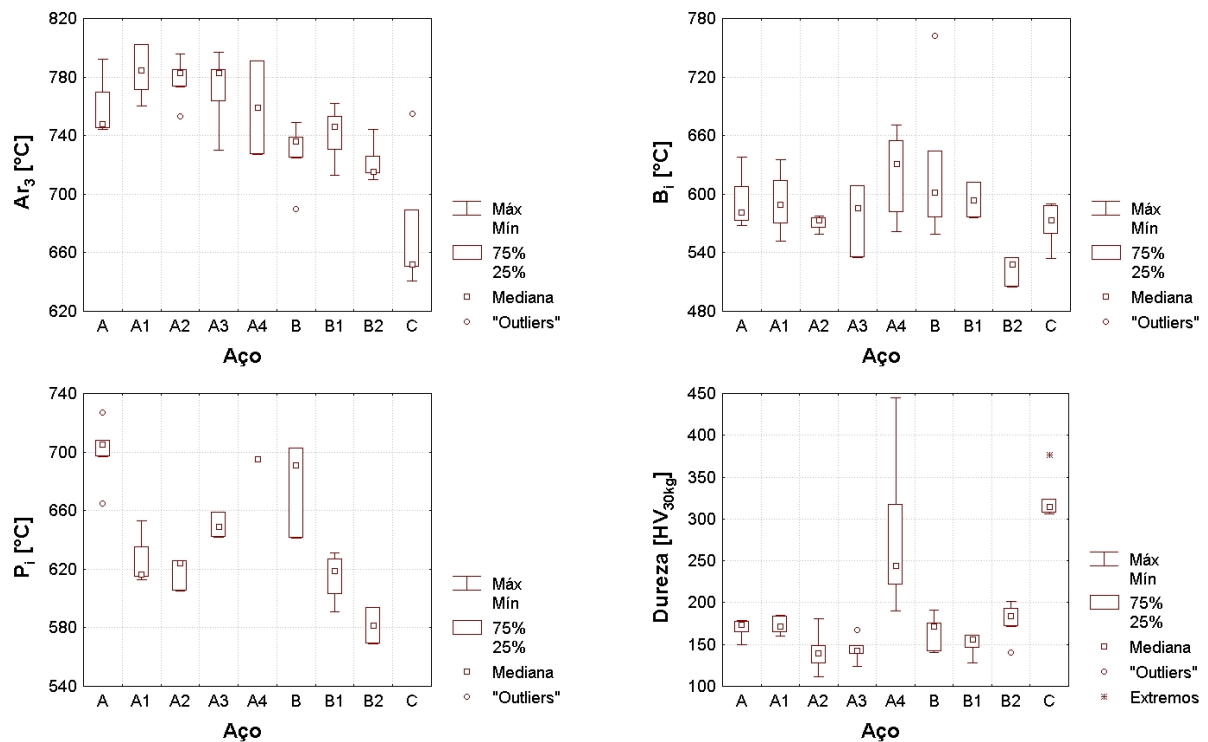 820
780
740
700
660
620
Ar3 [°C]
A A1 A2 A3 A4 B B1 B2 C
Aço
Máx
Mín
75%
25%
Mediana
"Outliers"
780
720
660
600
540
480
Bi [°C]
A A1 A2 A3 A4 B B1 B2 C
Aço
Máx
Mín
75%
25%
Mediana
"Outliers"
740
700
660
620
580
540
Pi [°C]
A A1 A2 A3 A4 B B1 B2 C
Aço
Máx
Mín
75%
25%
Mediana
"Outliers"
450
400
350
300
250
200
150
100
Dureza [HV30kg]
A A1 A2 A3 A4 B B1 B2 C
Aço
Máx
Mín
75%
25%
Mediana
"Outliers"
Extremos